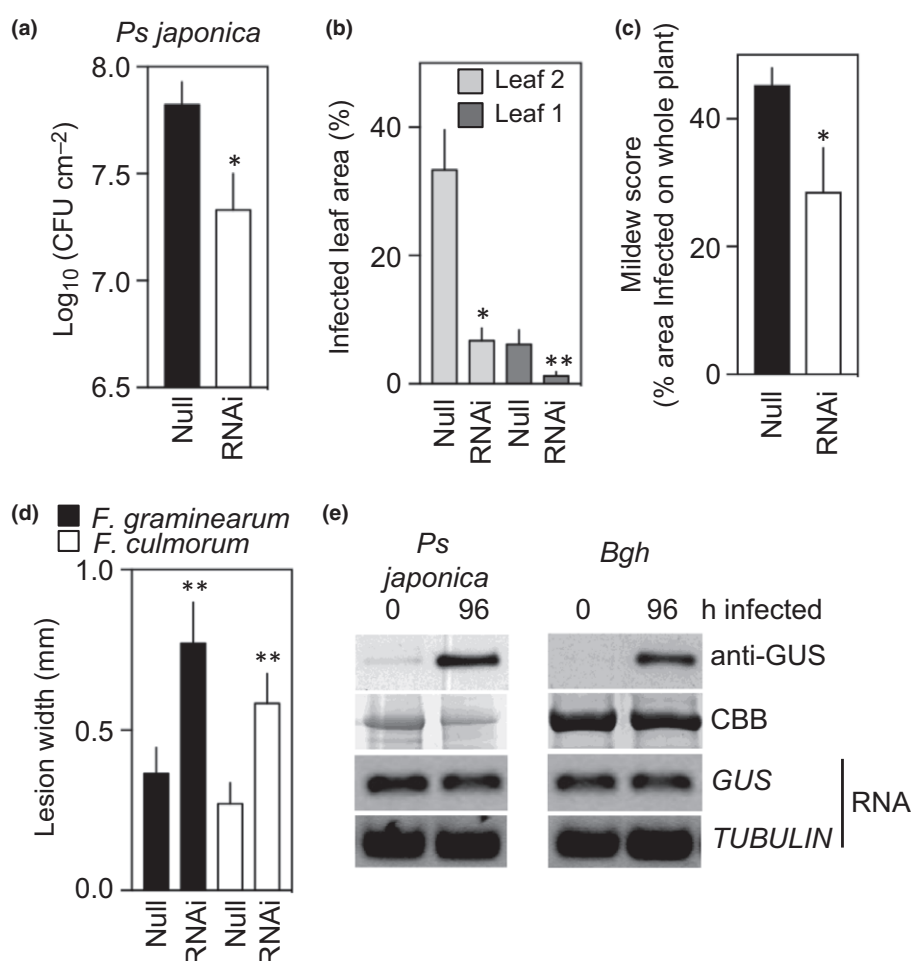 (a)
Ps japonica
8.0
7.5
7.0
6.5
Log₁₀ (CFU cm⁻²)
*
Null
RNAi
(b)
Leaf 2
Leaf 1
40
20
0
Infected leaf area (%)
*
**
Null
RNAi
Null
RNAi
(c)
Mildew score
(% area Infected on whole plant)
40
20
0
*
Null
RNAi
(d)
F. graminearum
F. culmorum
1.0
0.5
0.0
Lesion width (mm)
**
**
Null
RNAi
Null
RNAi
(e)
Ps
japonica
Bgh
0 96 0 96 h infected
anti-GUS
CBB
GUS
TUBULIN
RNA